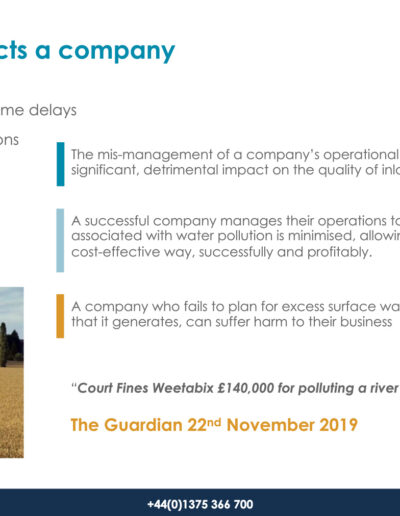 cts a company
me delays
ons
The mis-management of a company's operational
significant, detrimental impact on the quality of inlo
A successful company manages their operations to
associated with water pollution is minimised, allowin
cost-effective way, successfully and profitably.
A company who fails to plan for excess surface wa
that it generates, can suffer harm to their business
“Court Fines Weetabix £140,000 for polluting a river
The Guardian 22nd November 2019
+44(0)1375 366 700